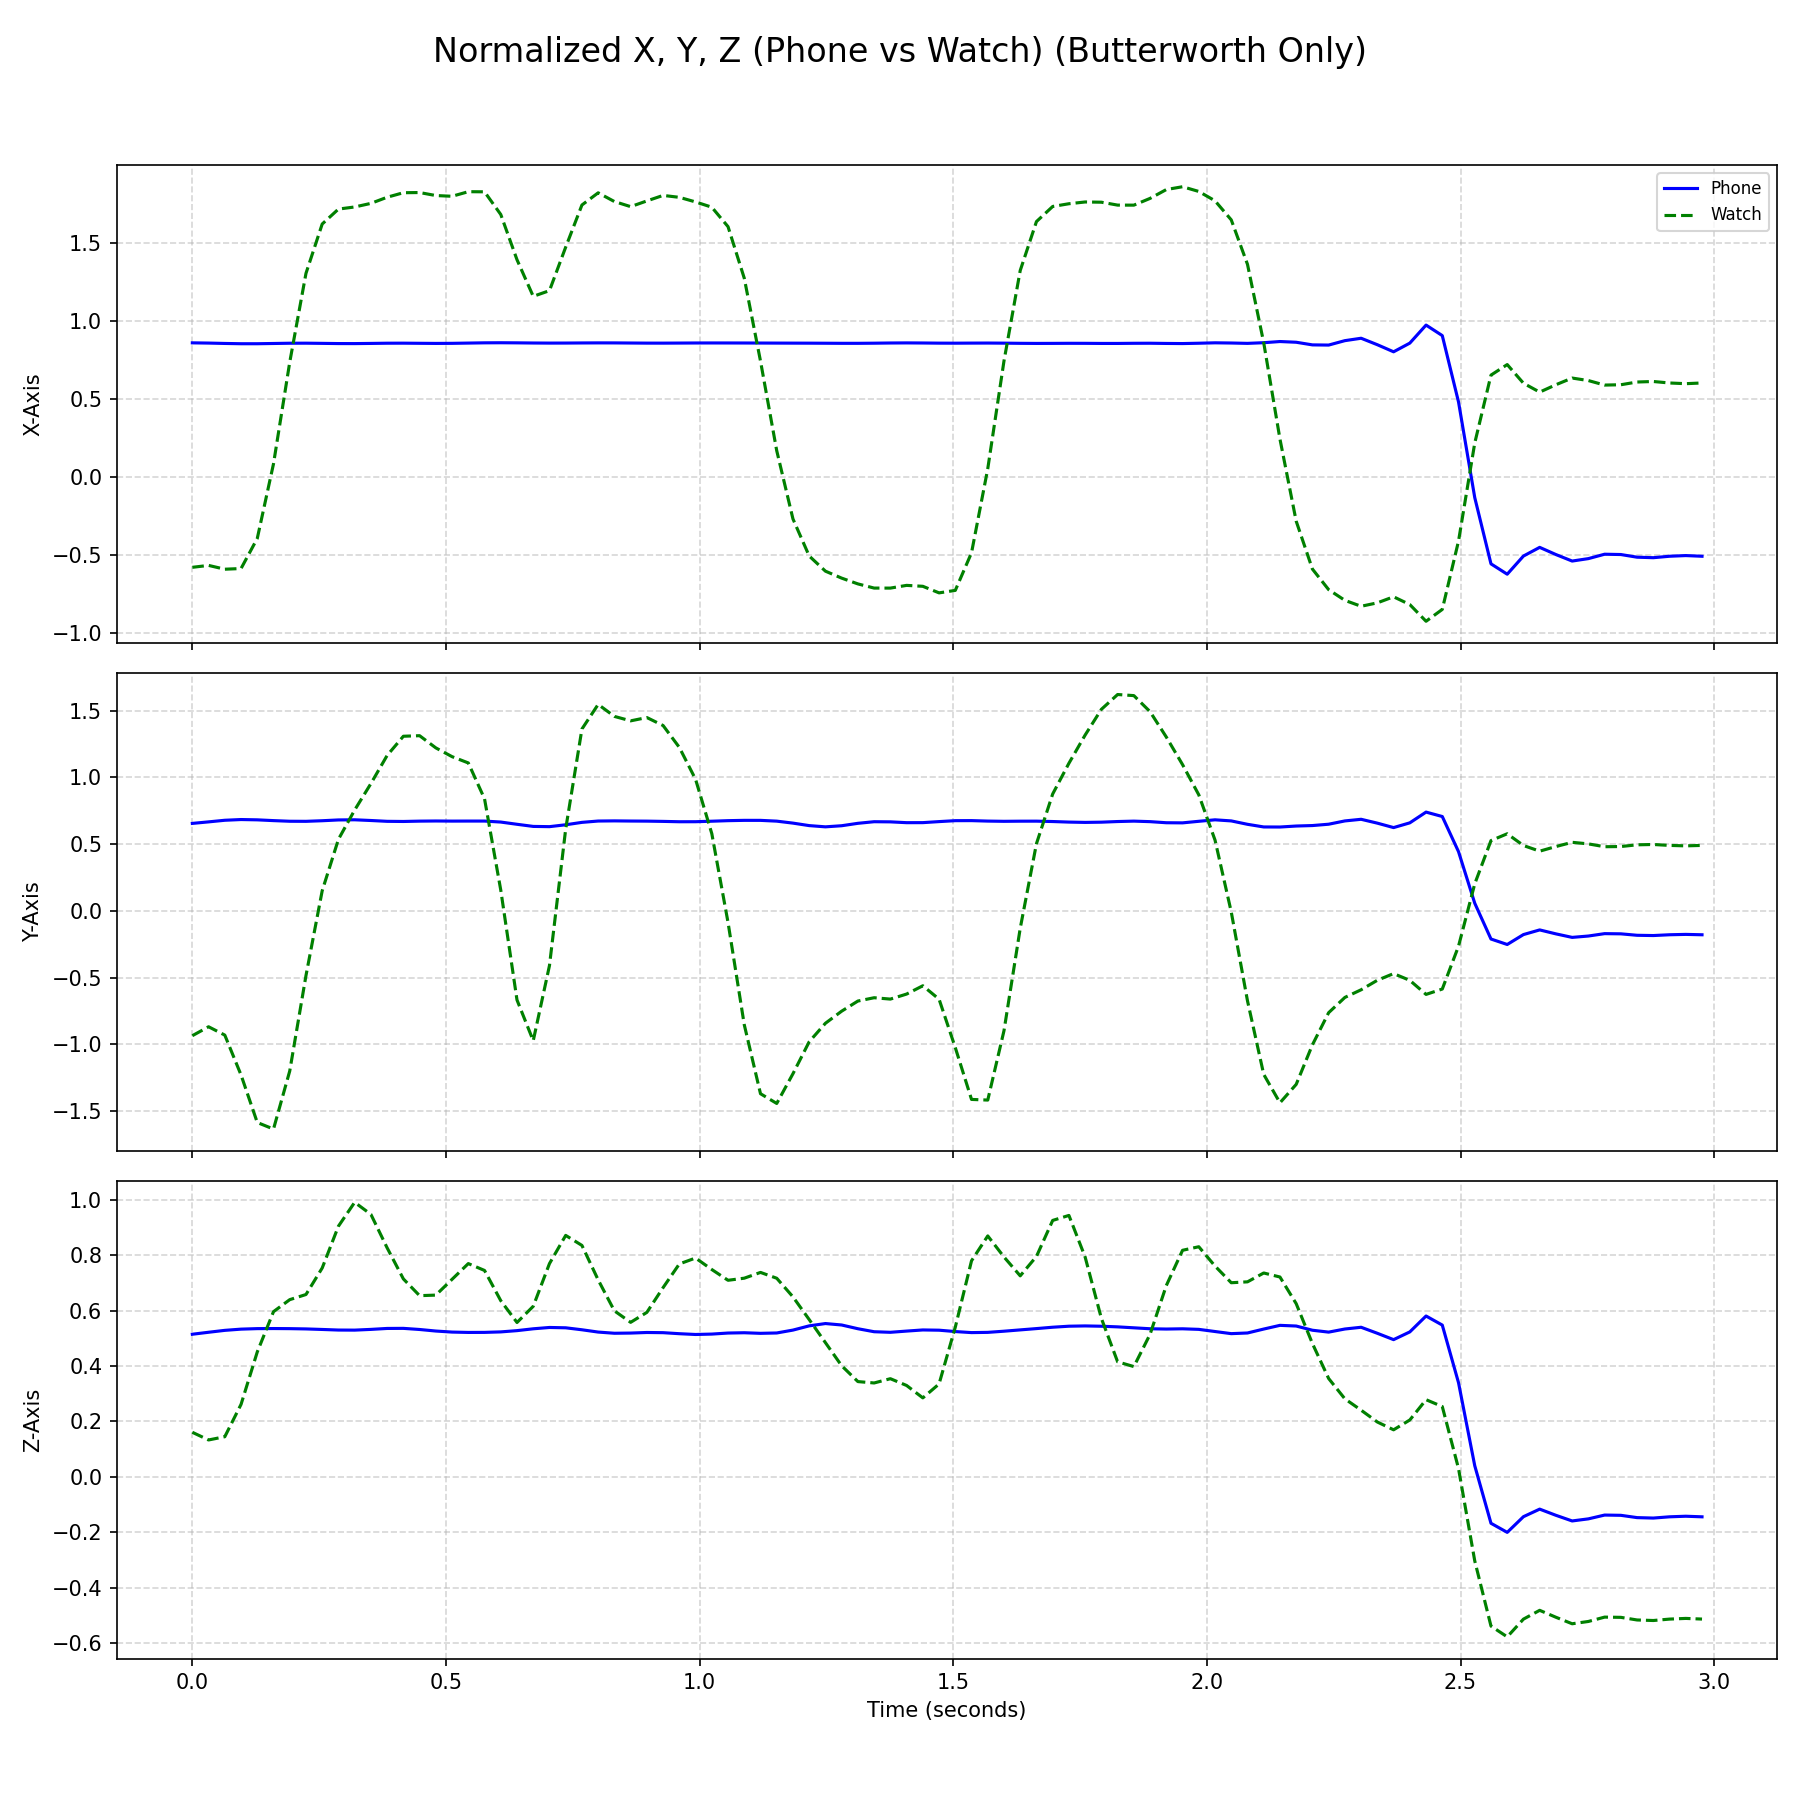 Normalized X, Y, Z (Phone vs Watch) (Butterworth Only)
Phone
Watch
X-Axis
1.5
1.0
0.5
0.0
−0.5
−1.0
Y-Axis
1.5
1.0
0.5
0.0
−0.5
−1.0
−1.5
Z-Axis
1.0
0.8
0.6
0.4
0.2
0.0
−0.2
−0.4
−0.6
0.0 0.5 1.0 1.5 2.0 2.5 3.0
Time (seconds)